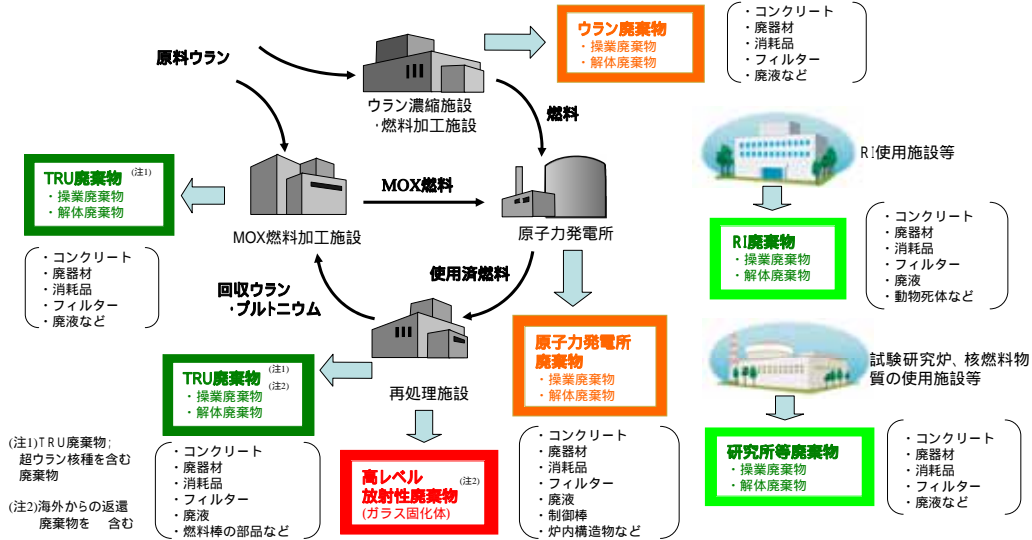 原料ウラン
ウラン濃縮施設
・燃料加工施設
ウラン廃棄物
・操業廃棄物
・解体廃棄物
・コンクリート
・廃器材
・消耗品
・フィルター
・廃液など
燃料
TRU廃棄物 (注1)
・操業廃棄物
・解体廃棄物
・コンクリート
・廃器材
・消耗品
・フィルター
・廃液など
MOX燃料加工施設
MOX燃料
原子力発電所
使用済燃料
回収ウラン
・プルトニウム
再処理施設
TRU廃棄物 (注1)
(注2)
・操業廃棄物
・解体廃棄物
・コンクリート
・廃器材
・消耗品
・フィルター
・廃液
・燃料棒の部品など
高レベル
放射性廃棄物 (注2)
(ガラス固化体)
原子力発電所
廃棄物
・操業廃棄物
・解体廃棄物
・コンクリート
・廃器材
・消耗品
・フィルター
・廃液
・制御棒
・炉内構造物など
RI使用施設等
RI廃棄物
・操業廃棄物
・解体廃棄物
・コンクリート
・廃器材
・消耗品
・フィルター
・廃液
・動物死体など
試験研究炉、核燃料物
質の使用施設等
研究所等廃棄物
・操業廃棄物
・解体廃棄物
・コンクリート
・廃器材
・消耗品
・フィルター
・廃液など
(注1)TRU廃棄物;
超ウラン核種を含む
廃棄物
(注2)海外からの返還
廃棄物を 含む